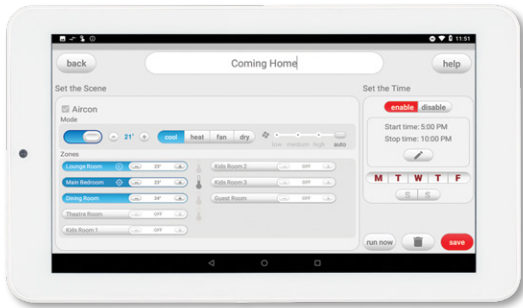 11:51
back
Coming Home
help
Set the Scene
Set the Time
Aircon
Mode
21°
cool heat fan dry
low medium high auto
enable disable
Start time: 5:00 PM
Stop time: 10:00 PM
Zones
Lounge Room 23°
Kids Room 2 OFF
Main Bedroom 23°
Kids Room 3 OFF
Dining Room 24°
Guest Room OFF
Theatre Room OFF
Kids Room 1 OFF
M T W T F
S S
run now
save